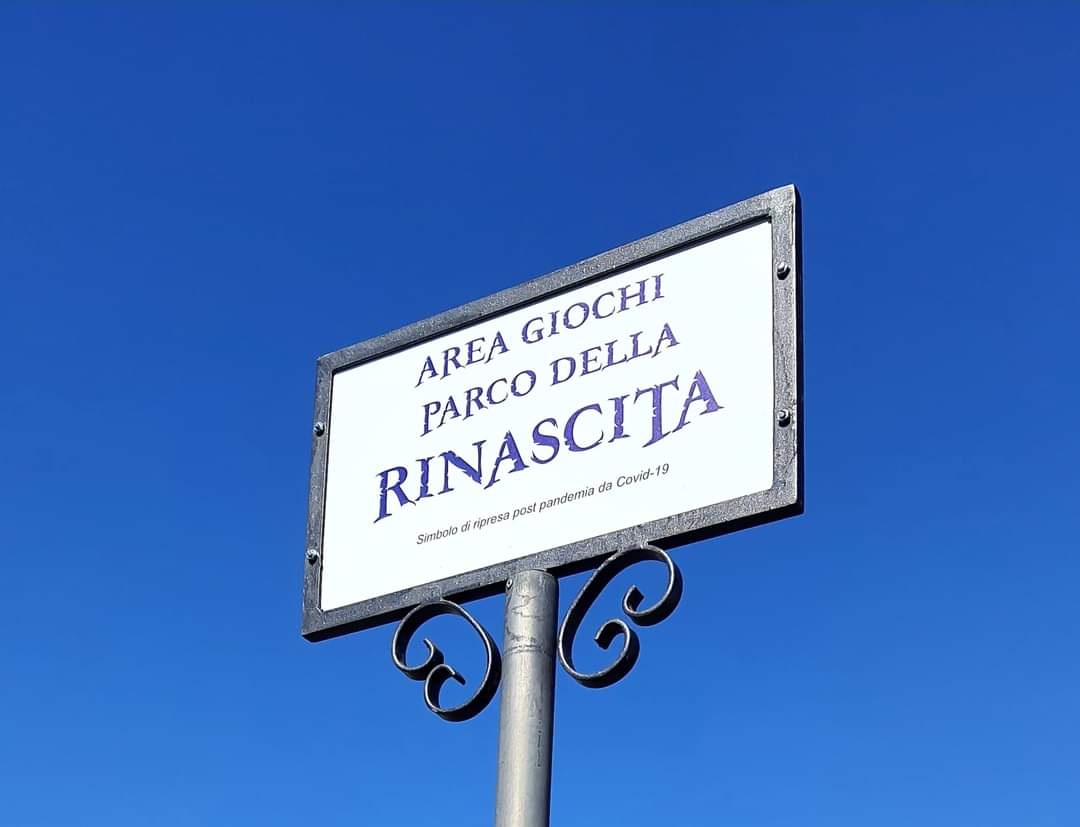 AREA GIOCHI
PARCO DELLA
RINASCITA
Simbolo di ripresa post pandemia da Covid-19